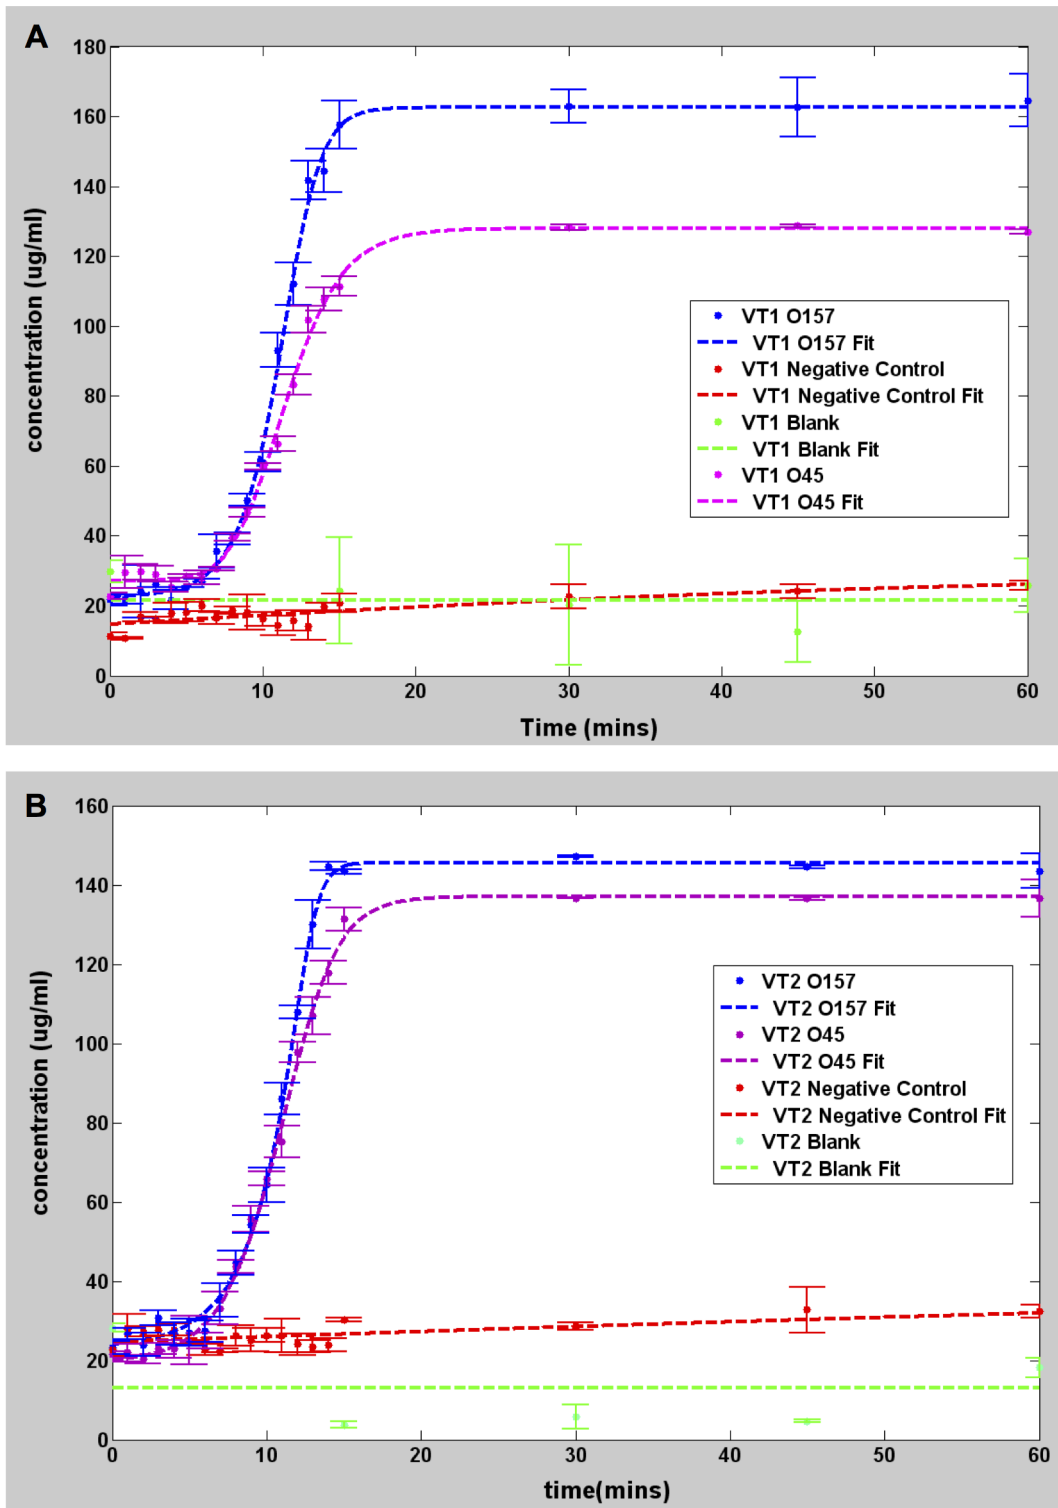 A
180
160
140
120
100
80
60
40
20
0
concentration (ug/ml)
VT1 O157
VT1 O157 Fit
VT1 Negative Control
VT1 Negative Control Fit
VT1 Blank
VT1 Blank Fit
VT1 O45
VT1 O45 Fit
0 10 20 30 40 50 60
Time (mins)
B
160
140
120
100
80
60
40
20
0
concentration (ug/ml)
VT2 O157
VT2 O157 Fit
VT2 O45
VT2 O45 Fit
VT2 Negative Control
VT2 Negative Control Fit
VT2 Blank
VT2 Blank Fit
0 10 20 30 40 50 60
time(mins)